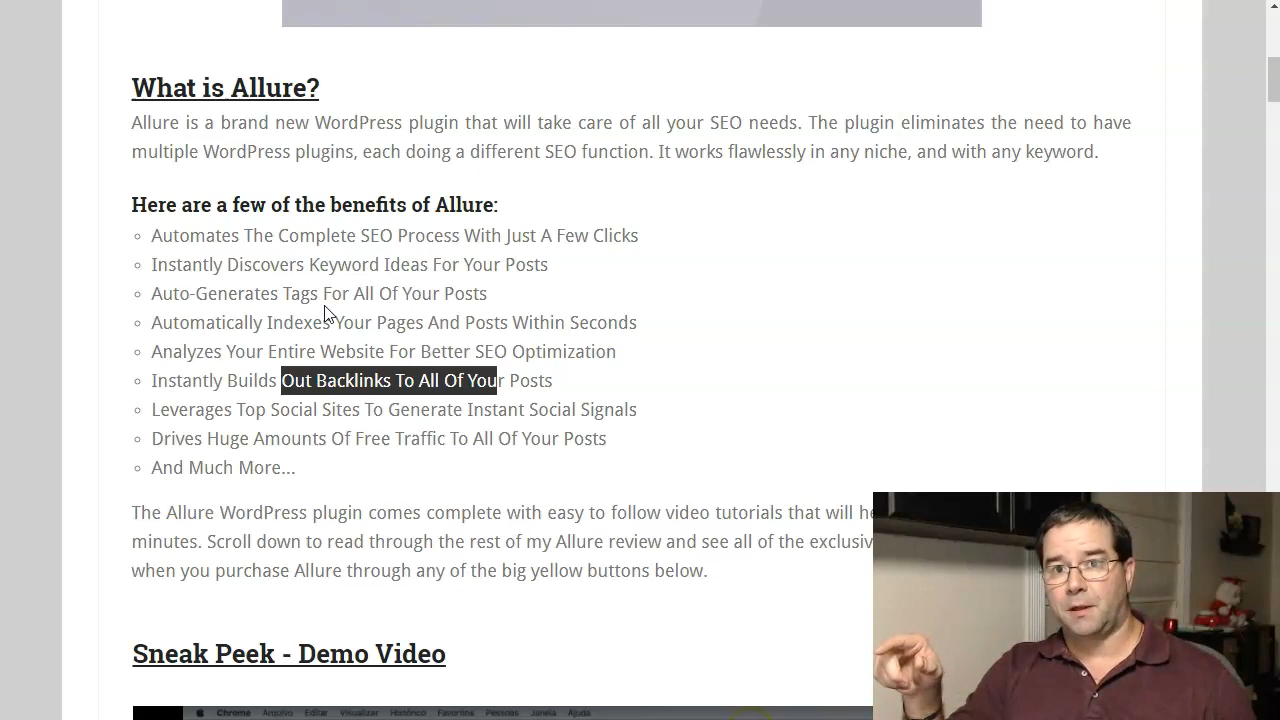 What is Allure?
Allure is a brand new WordPress plugin that will take care of all your SEO needs. The plugin eliminates the need to have
multiple WordPress plugins, each doing a different SEO function. It works flawlessly in any niche, and with any keyword.
Here are a few of the benefits of Allure:
Automates The Complete SEO Process With Just A Few Clicks
Instantly Discovers Keyword Ideas For Your Posts
Auto-Generates Tags For All Of Your Posts
Automatically Indexes Your Pages And Posts Within Seconds
Analyzes Your Entire Website For Better SEO Optimization
Instantly Builds Out Backlinks To All Of Your Posts
Leverages Top Social Sites To Generate Instant Social Signals
Drives Huge Amounts Of Free Traffic To All Of Your Posts
And Much More...
The Allure WordPress plugin comes complete with easy to follow video tutorials that will he
minutes. Scroll down to read through the rest of my Allure review and see all of the exclusiv
when you purchase Allure through any of the big yellow buttons below.
Sneak Peek - Demo Video
Chrome Arquivo Editar Visualizar Histórico Favoritos Pessoas Janela Ajuda